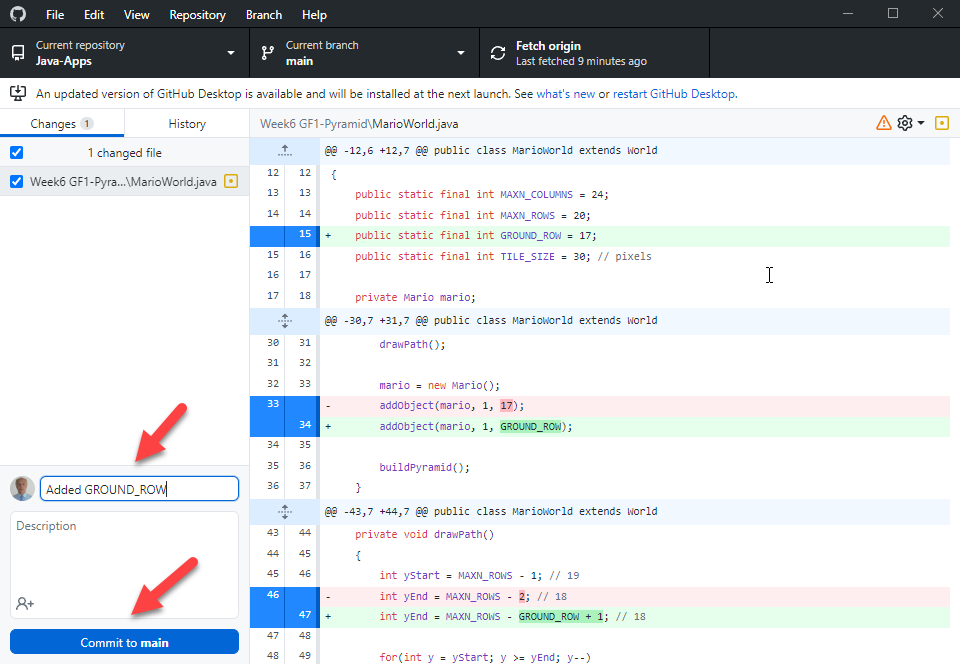 File Edit View Repository Branch Help
Current repository
Java-Apps
Current branch
main
Fetch origin
Last fetched 9 minutes ago
An updated version of GitHub Desktop is available and will be installed at the next launch. See what's new or restart GitHub Desktop.
Changes 1
History
Week6 GF1-Pyramid\MarioWorld.java
1 changed file
Week6 GF1-Pyra...\MarioWorld.java
@@ -12,6 +12,7 @@ public class MarioWorld extends World
12 12 {
13 13 public static final int MAXN_COLUMNS = 24;
14 14 public static final int MAXN_ROWS = 20;
15 + public static final int GROUND_ROW = 17;
15 16 public static final int TILE_SIZE = 30; // pixels
16 17
17 18 private Mario mario;
@@ -30,7 +31,7 @@ public class MarioWorld extends World
30 31 drawPath();
31 32
32 33 mario = new Mario();
33 - addObject(mario, 1, 17);
34 + addObject(mario, 1, GROUND_ROW);
34 35
35 36 buildPyramid();
36 37 }
@@ -43,7 +44,7 @@ public class MarioWorld extends World
43 44 private void drawPath()
44 45 {
45 46 int yStart = MAXN_ROWS - 1; // 19
46 - int yEnd = MAXN_ROWS - 2; // 18
47 + int yEnd = MAXN_ROWS - GROUND_ROW + 1; // 18
47 48
48 49 for(int y = yStart; y >= yEnd; y--)
Added GROUND_ROW
Description
Commit to main